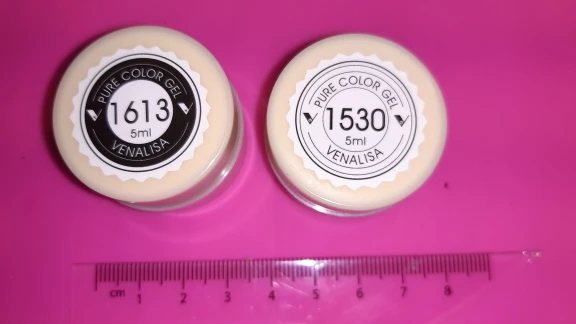 PURE COLOR GEL
1613
5ml
VENALISA
PURE COLOR GEL
1530
5ml
VENALISA
cm 1 2 3 4 5 6 7 8